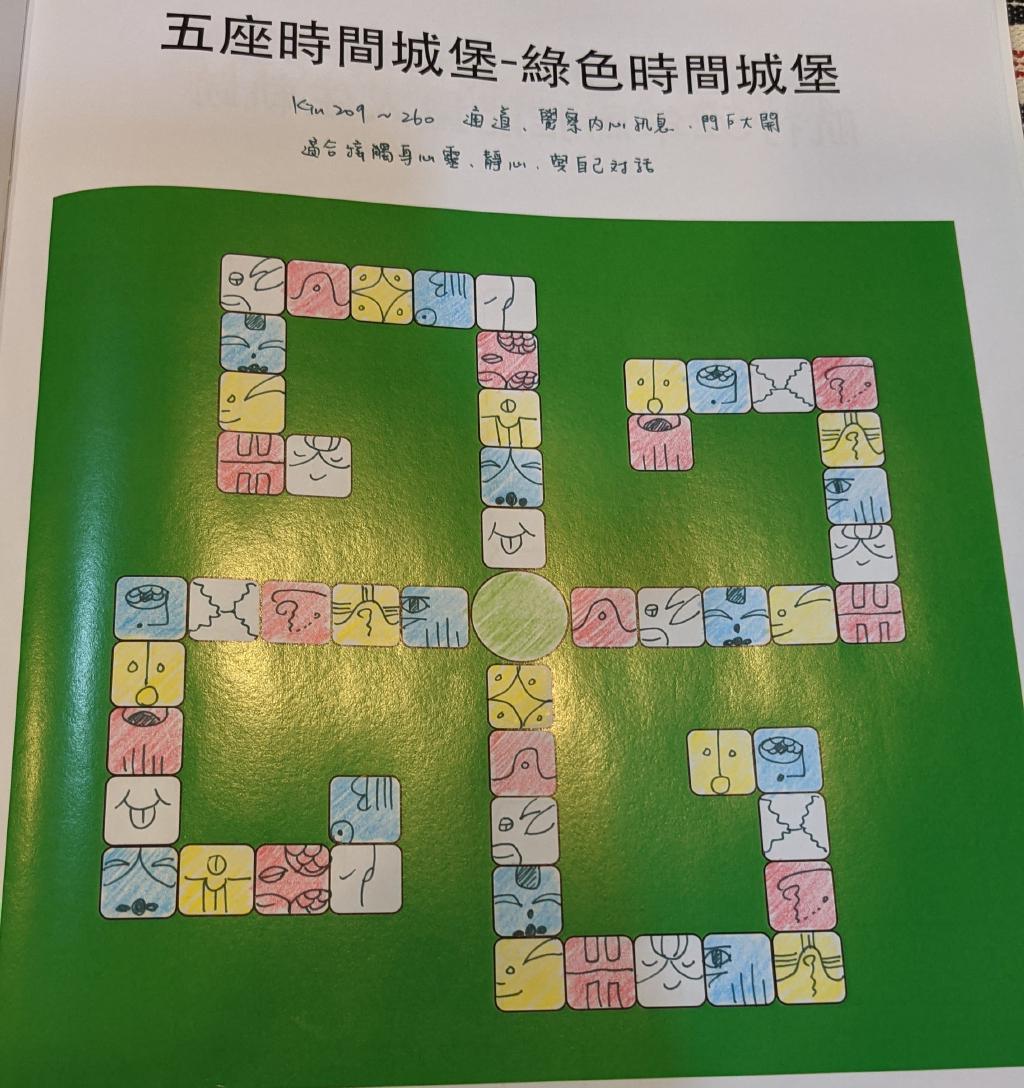 五座時間城堡-綠色時間城堡
Kin 209 ~ 260 通道、覺察內心訊息、門戶大開
適合接觸身心靈、靜心、與自己对話